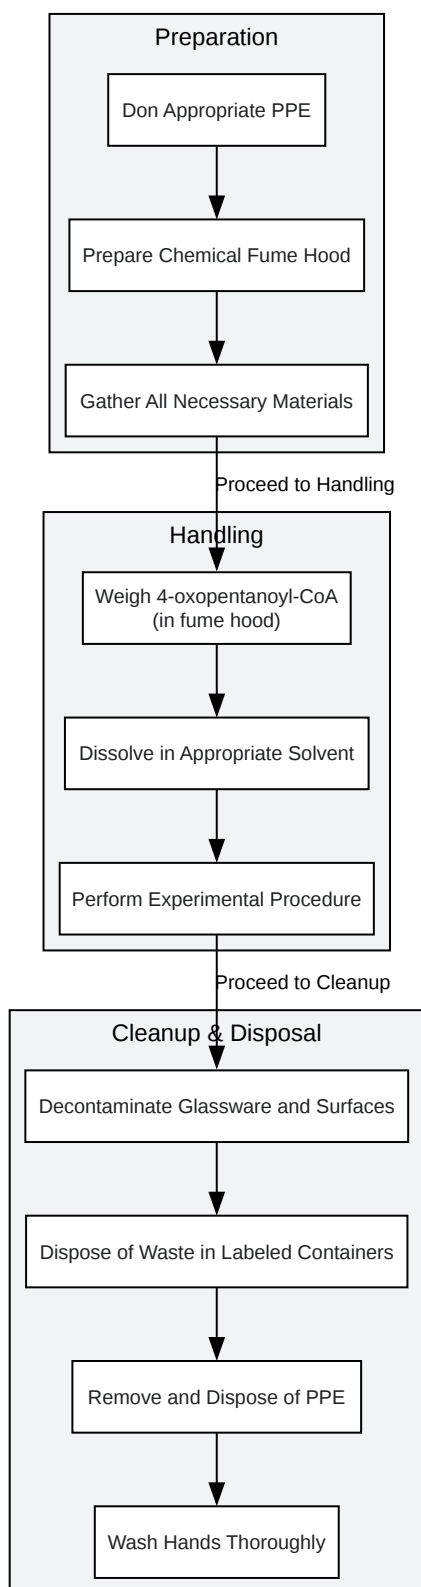 Preparation
Don Appropriate PPE
Prepare Chemical Fume Hood
Gather All Necessary Materials
Proceed to Handling
Handling
Weigh 4-oxopentanoyl-CoA
(in fume hood)
Dissolve in Appropriate Solvent
Perform Experimental Procedure
Proceed to Cleanup
Cleanup & Disposal
Decontaminate Glassware and Surfaces
Dispose of Waste in Labeled Containers
Remove and Dispose of PPE
Wash Hands Thoroughly